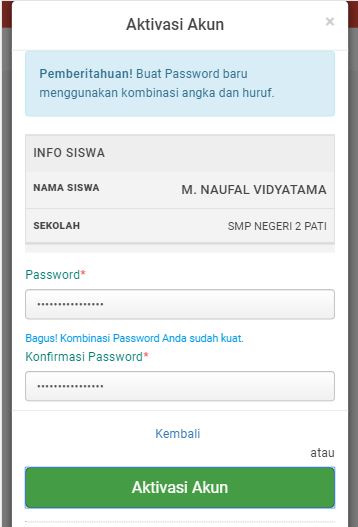 Aktivasi Akun
×
Pemberitahuan! Buat Password baru
menggunakan kombinasi angka dan huruf.
INFO SISWA
NAMA SISWA M. NAUFAL VIDYATAMA
SEKOLAH SMP NEGERI 2 PATI
Password*
••••••••••••••••
Bagus! Kombinasi Password Anda sudah kuat.
Konfirmasi Password*
••••••••••••••••
Kembali
atau
Aktivasi Akun